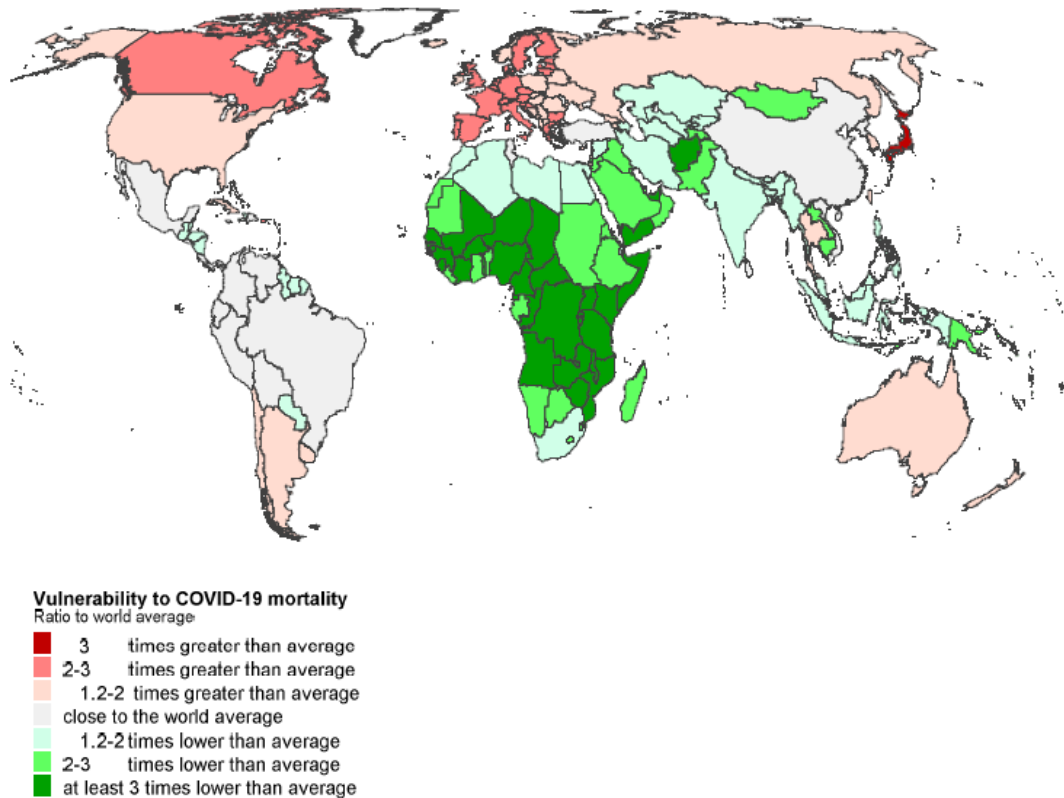 Vulnerability to COVID-19 mortality
Ratio to world average
3 times greater than average
2-3 times greater than average
1.2-2 times greater than average
close to the world average
1.2-2 times lower than average
2-3 times lower than average
at least 3 times lower than average